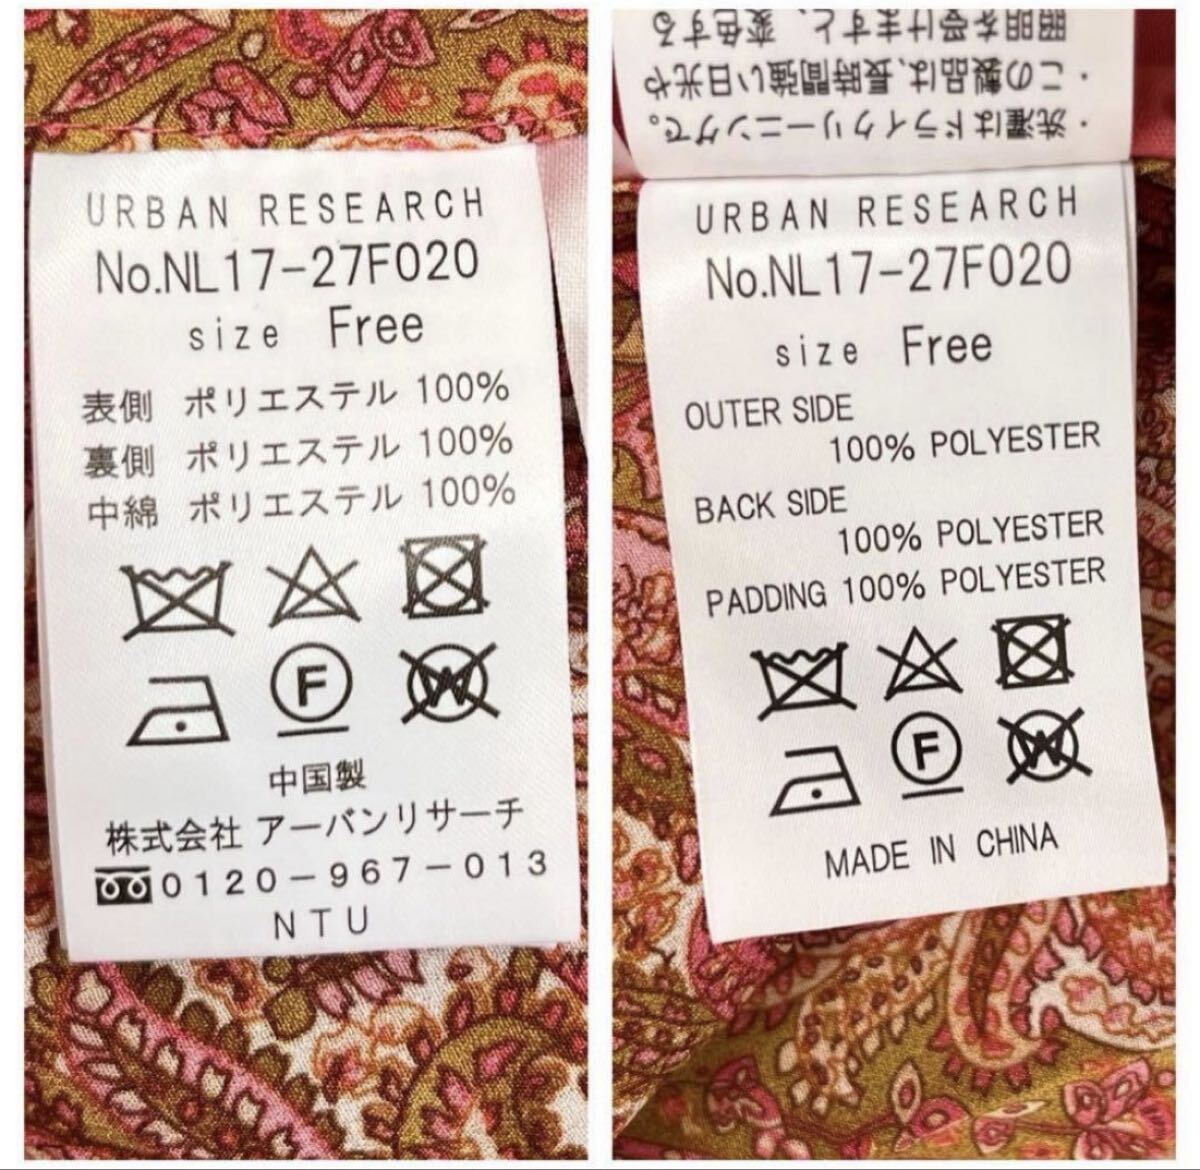 URBAN RESEARCH
No.NL17-27F020
size Free
表側 ポリエステル 100%
裏側 ポリエステル 100%
中綿 ポリエステル 100%
F
W
中国製
株式会社 アーバンリサーチ
0120-967-013
NTU
・洗濯はドライクリーニングで。
・この製品は、長時間強い日光や
照明を受けますと、変色する
URBAN RESEARCH
No.NL17-27F020
size Free
OUTER SIDE
100% POLYESTER
BACK SIDE
100% POLYESTER
PADDING 100% POLYESTER
F
W
MADE IN CHINA